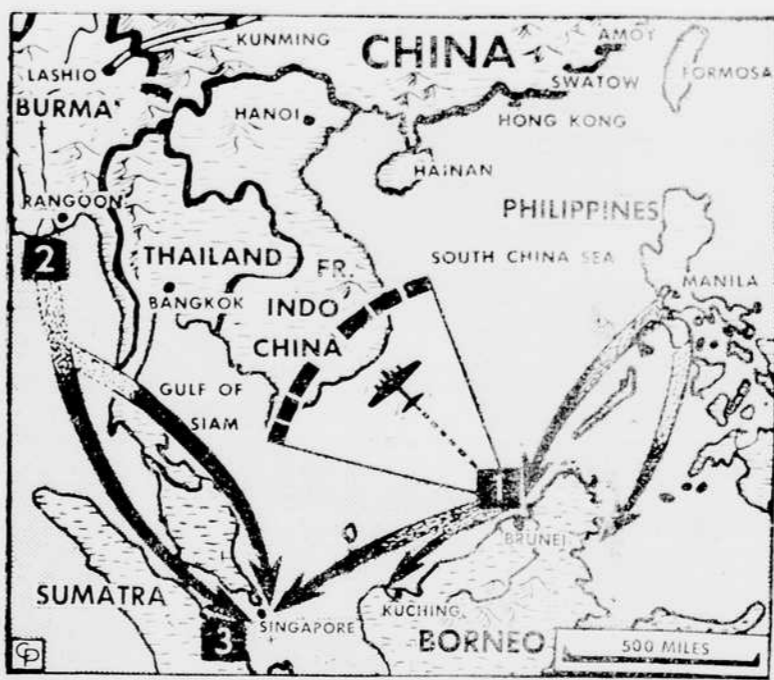 KUNMING
CHINA
AMOY
LASHIO
SWATOW
FORMOSA
BURMA
HANOI
HONG KONG
HAINAN
RANGOON
PHILIPPINES
2
THAILAND
FR.
SOUTH CHINA SEA
MANILA
BANGKOK
INDO
CHINA
GULF OF
SIAM
1
BRUNEI
SUMATRA
KUCHING
3
SINGAPORE
BORNEO
500 MILES
CP